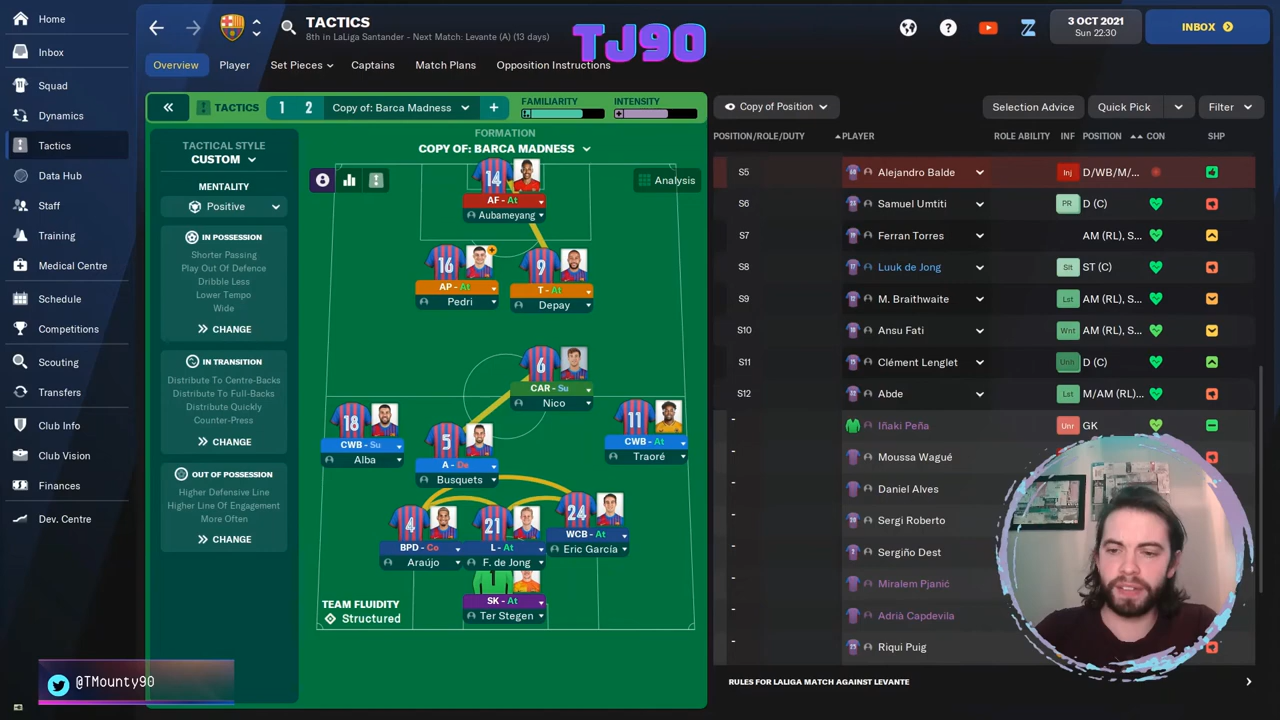 Home
Inbox
Squad
Dynamics
Tactics
Data Hub
Staff
Training
Medical Centre
Schedule
Competitions
Scouting
Transfers
Club Info
Club Vision
Finances
Dev. Centre
TACTICS
8th in LaLiga Santander - Next Match: Levante (A) (13 days)
TJ90
3 OCT 2021
Sun 22:30
INBOX
Overview
Player
Set Pieces
Captains
Match Plans
Opposition Instructions
TACTICS
1 2
Copy of: Barca Madness
FAMILIARITY
INTENSITY
TACTICAL STYLE
CUSTOM
MENTALITY
Positive
IN POSSESSION
Shorter Passing
Play Out Of Defence
Dribble Less
Lower Tempo
Wide
CHANGE
IN TRANSITION
Distribute To Centre-Backs
Distribute To Full-Backs
Distribute Quickly
Counter-Press
CHANGE
OUT OF POSSESSION
Higher Defensive Line
Higher Line of Engagement
More Often
CHANGE
FORMATION
COPY OF: BARCA MADNESS
Analysis
14
AF - At
Aubameyang
16
AP - At
Pedri
9
T - At
Depay
6
CAR - Su
Nico
18
CWB - Su
Alba
5
A - De
Busquets
11
CWB - At
Traoré
4
BPD - Co
Araújo
21
L - At
F. de Jong
24
WCB - At
Eric García
SK - At
Ter Stegen
TEAM FLUIDITY
Structured
@TMounty90
Copy of Position
Selection Advice
Quick Pick
Filter
POSITION/ROLE/DUTY
PLAYER
ROLE ABILITY
INF
POSITION
CON
SHP
S5 Alejandro Balde Inj D/WB/M/...
S6 Samuel Umtiti PR D (C)
S7 Ferran Torres AM (RL), S...
S8 Luuk de Jong Slt ST (C)
S9 M. Braithwaite Lst AM (RL), S...
S10 Ansu Fati Wnt AM (RL), S...
S11 Clément Lenglet Unh D (C)
S12 Abde Lst M/AM (RL)...
- Iñaki Peña Unr GK
- Moussa Wagué
- Daniel Alves
- Sergi Roberto
- Sergiño Dest
- Miralem Pjanić
- Adrià Capdevila
- Riqui Puig
RULES FOR LALIGA MATCH AGAINST LEVANTE